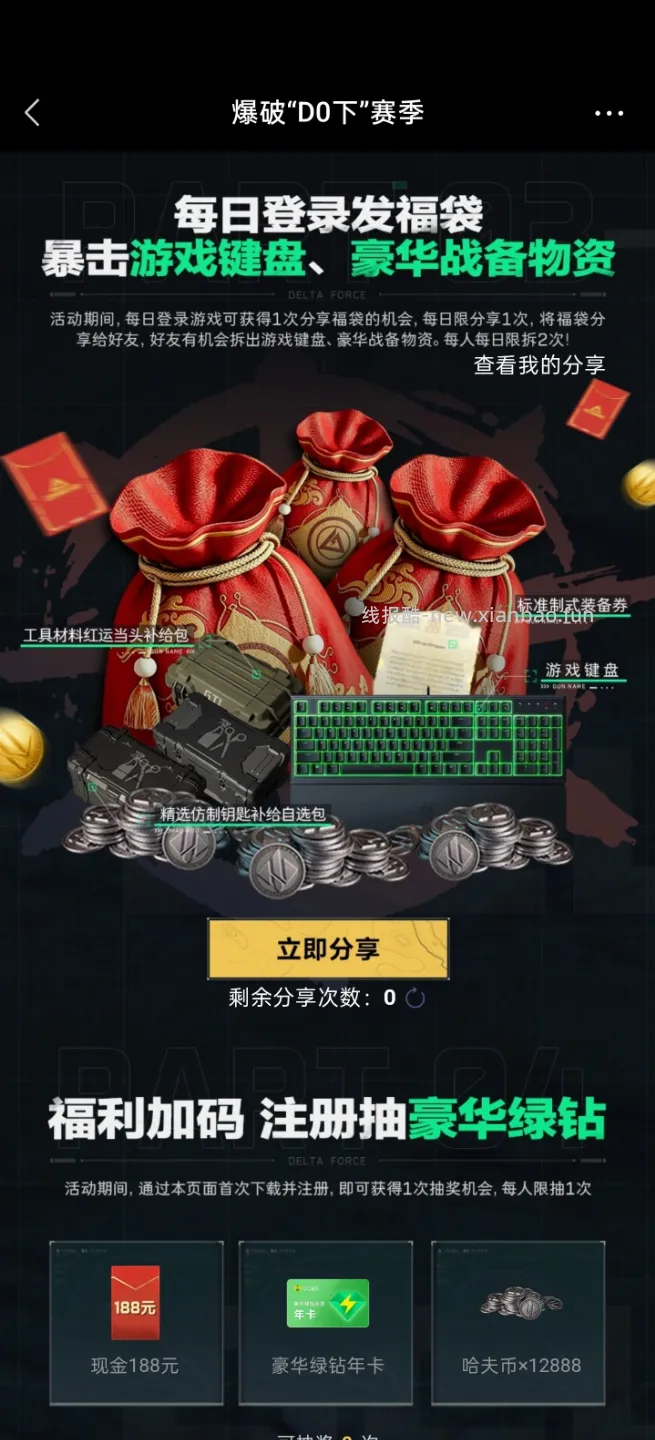 爆破“D0下”赛季
PART 03
每日登录发福袋
暴击游戏键盘、豪华战备物资
DELTA FORCE
活动期间, 每日登录游戏可获得1次分享福袋的机会, 每日限分享1次, 将福袋分
享给好友, 好友有机会拆出游戏键盘、豪华战备物资。每人每日限拆2次!
查看我的分享
标准制式装备券
线报酷-new.xianbao.fun
工具材料红运当头补给包
GUN NAME
游戏键盘
GUN NAME
GTI
精选仿制钥匙补给自选包
立即分享
剩余分享次数: 0
PART 04
福利加码 注册抽豪华绿钻
DELTA FORCE
活动期间, 通过本页面首次下载并注册, 即可获得1次抽奖机会, 每人限抽1次
188元
年卡
现金188元
豪华绿钻年卡
哈夫币×12888